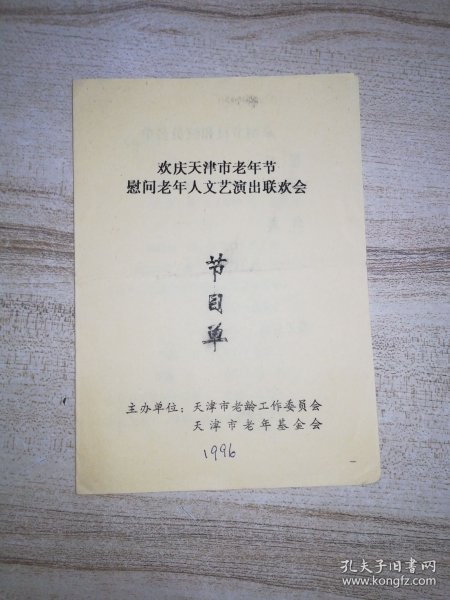 欢庆天津市老年节
慰问老年人文艺演出联欢会
节
目
单
主办单位：天津市老龄工作委员会
天津市老年基金会
1996
孔夫子旧书网
www.kongfz.com